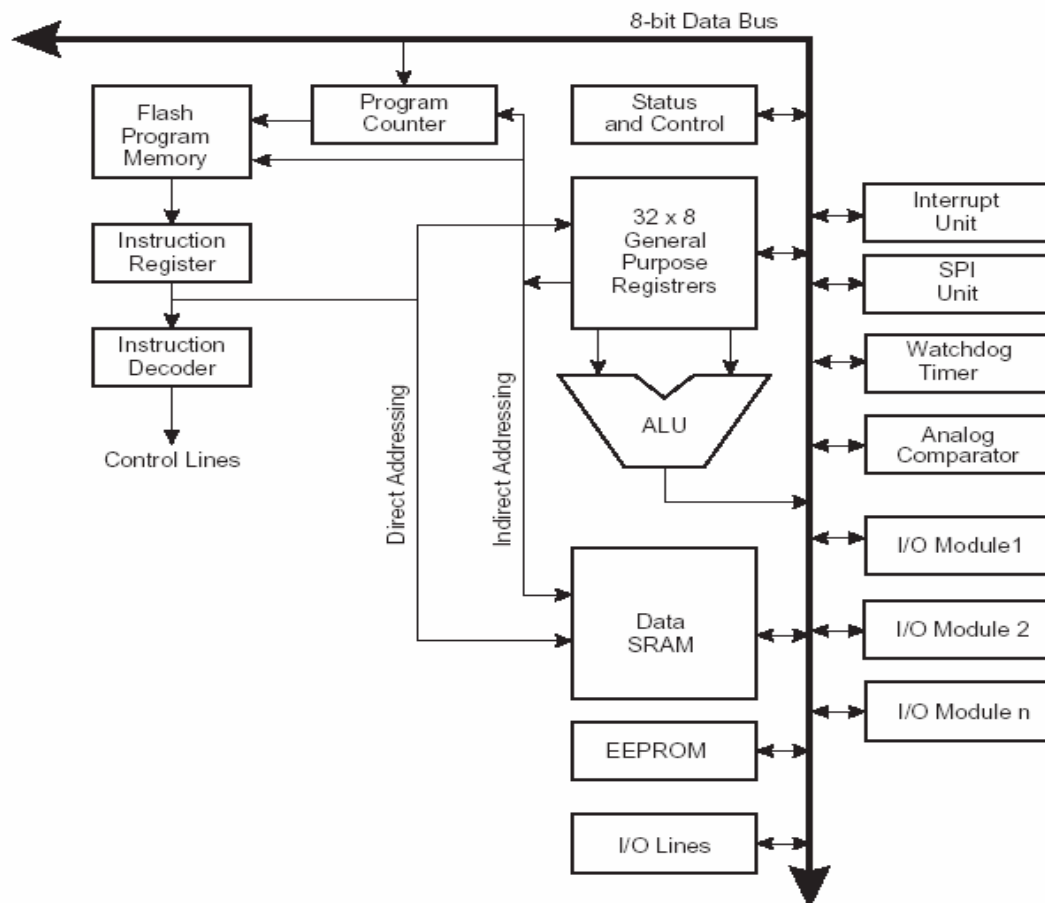 8-bit Data Bus
Flash
Program
Memory
Program
Counter
Status
and Control
Instruction
Register
32 x 8
General
Purpose
Registrers
Interrupt
Unit
SPI
Unit
Instruction
Decoder
Watchdog
Timer
Control Lines
Direct Addressing
Indirect Addressing
ALU
Analog
Comparator
I/O Module1
Data
SRAM
I/O Module 2
I/O Module n
EEPROM
I/O Lines